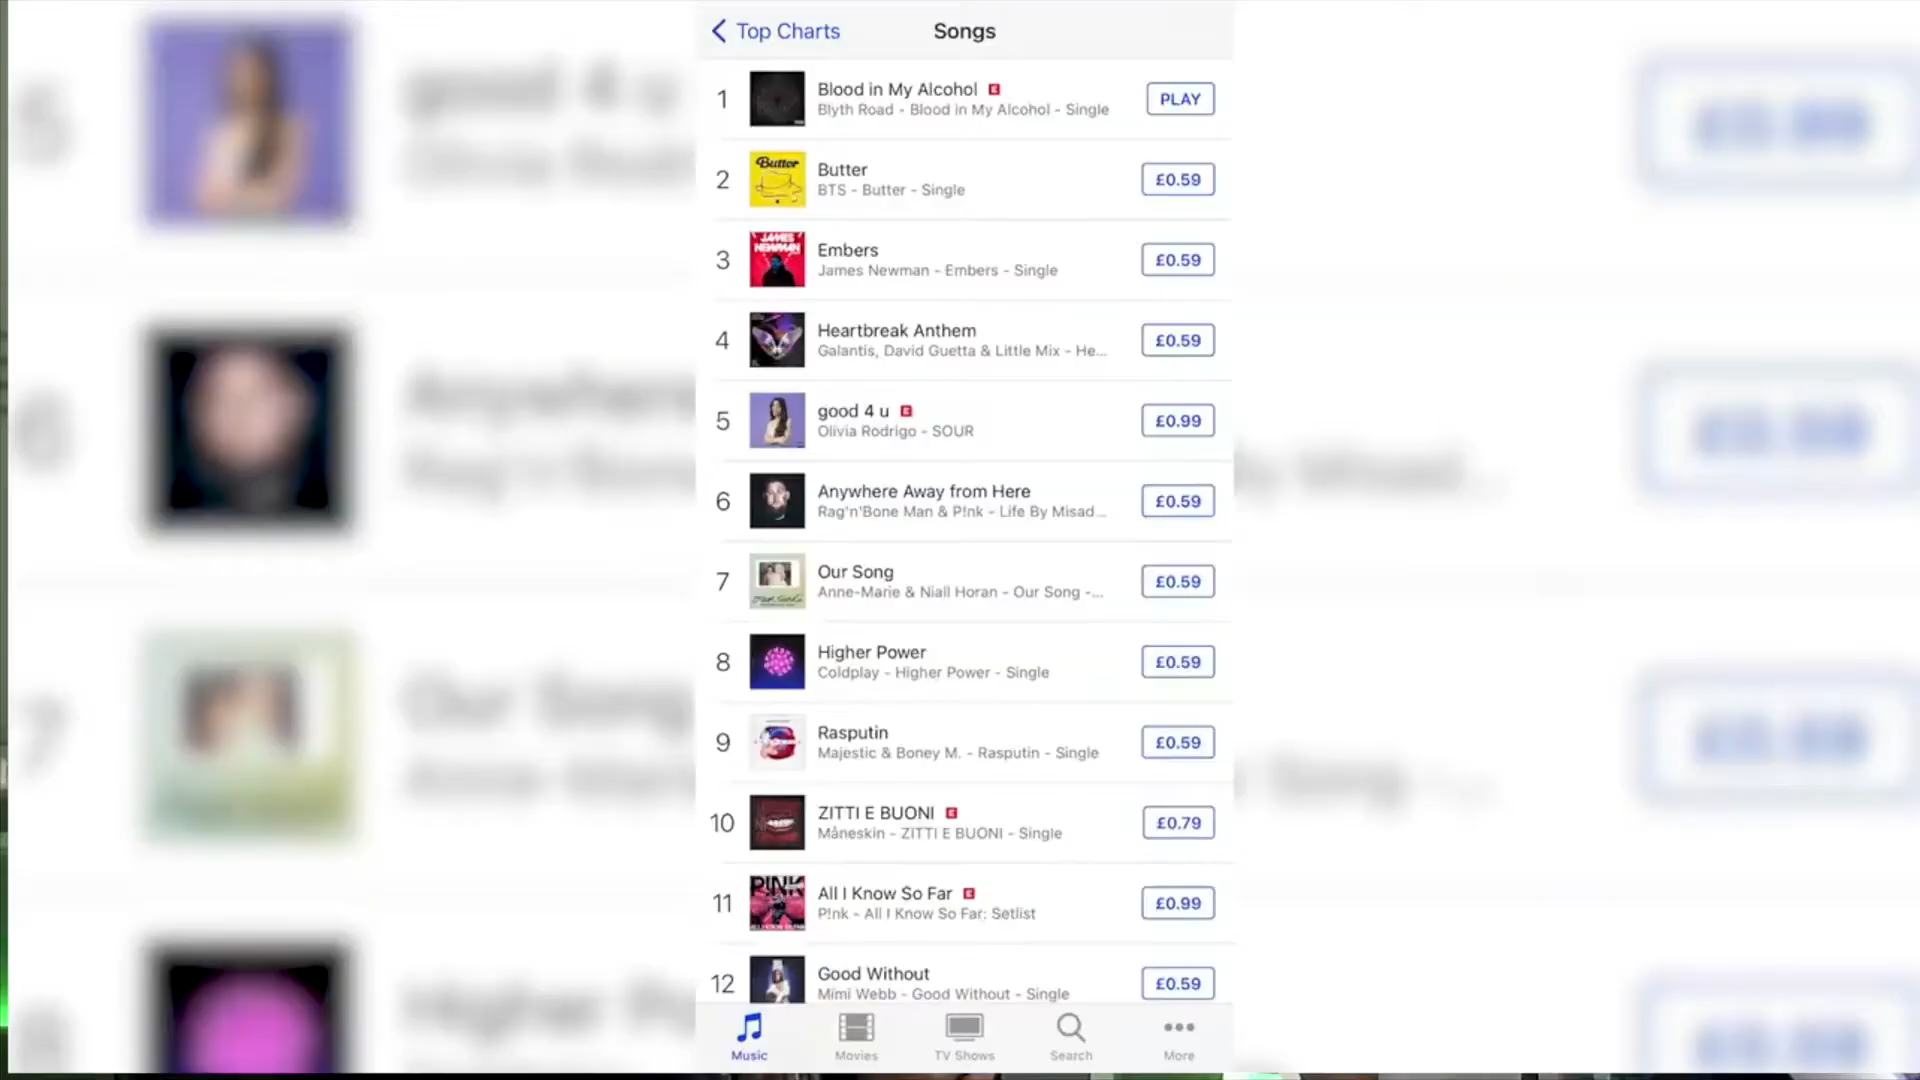 Top Charts
Songs
1
Blood in My Alcohol E
Blyth Road - Blood in My Alcohol - Single
PLAY
2
Butter
Butter
BTS - Butter - Single
£0.59
3
JAMES
NEWMAN
Embers
James Newman - Embers - Single
£0.59
4
Heartbreak Anthem
Galantis, David Guetta & Little Mix - He...
£0.59
5
good 4 u E
Olivia Rodrigo - SOUR
£0.99
6
Anywhere Away from Here
Rag'n'Bone Man & P!nk - Life By Misad...
£0.59
7
Our Song
Anne-Marie & Niall Horan - Our Song -...
£0.59
8
Higher Power
Coldplay - Higher Power - Single
£0.59
9
Rasputin
Majestic & Boney M. - Rasputin - Single
£0.59
10
ZITTI E BUONI E
Måneskin - ZITTI E BUONI - Single
£0.79
11
P!NK
All I Know So Far E
P!nk - All I Know So Far: Setlist
£0.99
12
Good Without
Mimi Webb - Good Without - Single
£0.59
Music
Movies
TV Shows
Search
More